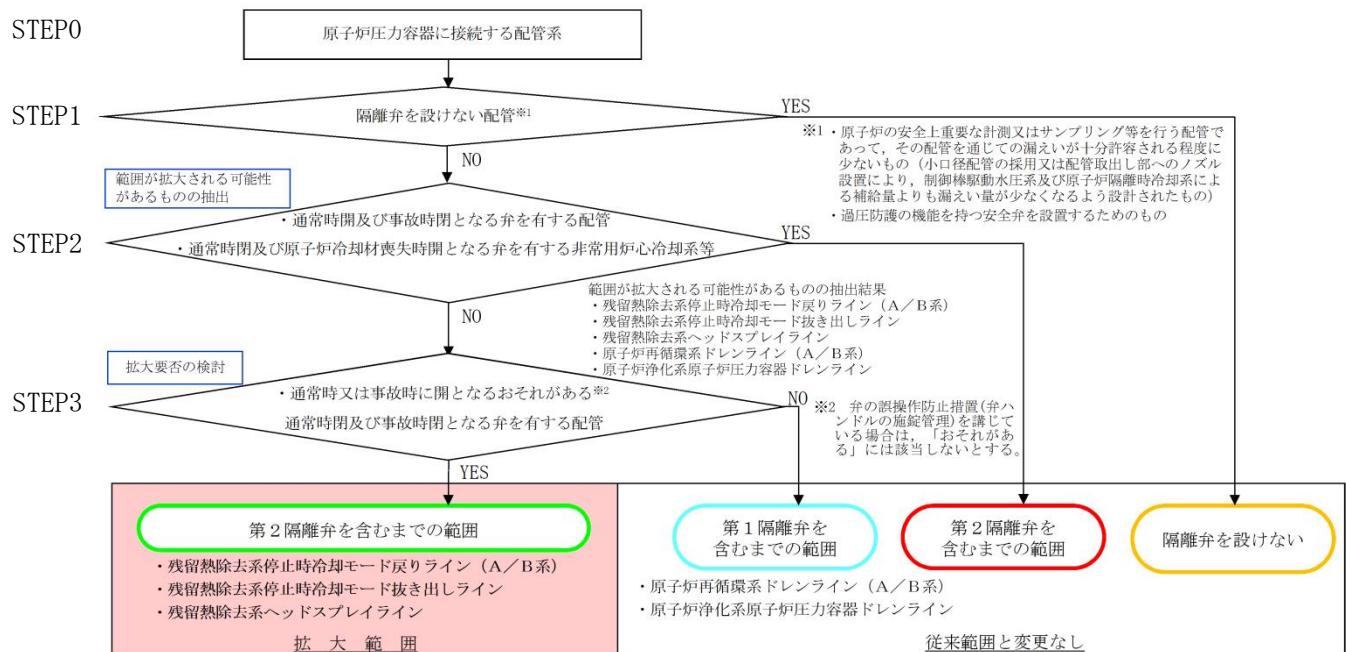 STEP0
原子炉圧力容器に接続する配管系
STEP1
隔離弁を設けない配管※1
YES
※1 ・原子炉の安全上重要な計測又はサンプリング等を行う配管で
あって，その配管を通じての漏えいが十分許容される程度に
少ないもの（小口径配管の採用又は配管取出し部へのノズル
設置により，制御棒駆動水圧系及び原子炉隔離時冷却系によ
る補給量よりも漏えい量が少なくなるよう設計されたもの）
・過圧防護の機能を持つ安全弁を設置するためのもの
NO
範囲が拡大される可能性
があるものの抽出
STEP2
・通常時開及び事故時閉となる弁を有する配管
・通常時閉及び原子炉冷却材喪失時開となる弁を有する非常用炉心冷却系等
YES
範囲が拡大される可能性があるものの抽出結果
・残留熱除去系停止時冷却モード戻りライン（A／B系）
・残留熱除去系停止時冷却モード抜き出しライン
・残留熱除去系ヘッドスプレイライン
・原子炉再循環系ドレンライン（A／B系）
・原子炉浄化系原子炉圧力容器ドレンライン
NO
拡大要否の検討
STEP3
・通常時又は事故時に開となるおそれがある※2
通常時閉及び事故時閉となる弁を有する配管
NO
※2 弁の誤操作防止措置(弁ハ
ンドルの施錠管理)を講じて
いる場合は，「おそれがあ
る」には該当しないとする。
YES
第２隔離弁を含むまでの範囲
・残留熱除去系停止時冷却モード戻りライン（A／B系）
・残留熱除去系停止時冷却モード抜き出しライン
・残留熱除去系ヘッドスプレイライン
拡 大 範 囲
第１隔離弁を
含むまでの範囲
第２隔離弁を
含むまでの範囲
隔離弁を設けない
・原子炉再循環系ドレンライン（A／B系）
・原子炉浄化系原子炉圧力容器ドレンライン
従来範囲と変更なし